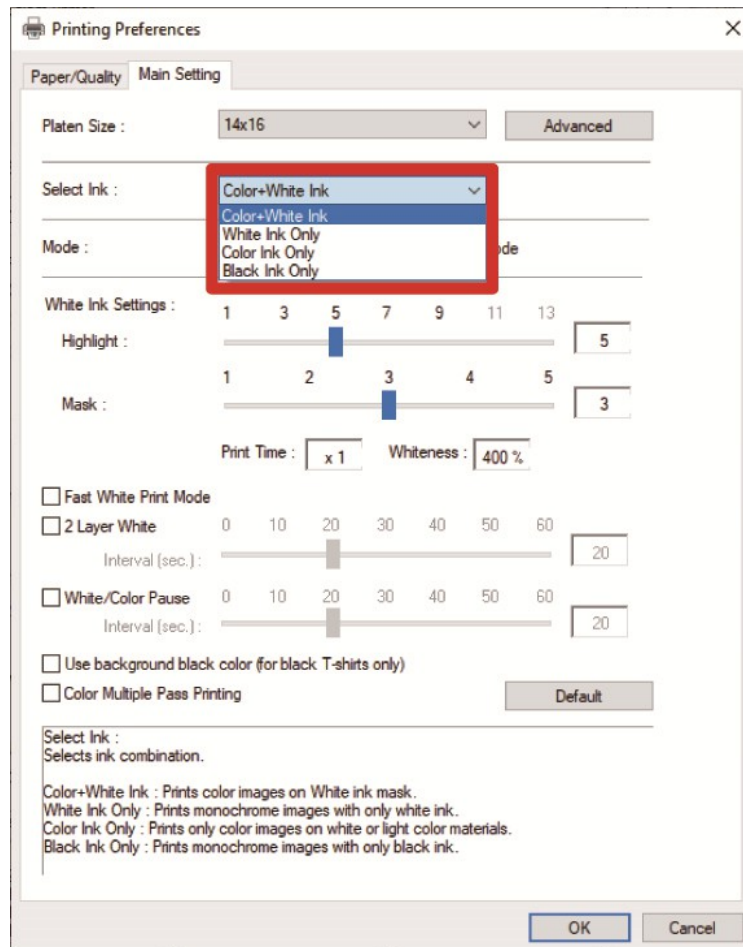 Printing Preferences
Paper/Quality Main Setting
Platen Size : 14x16 Advanced
Select Ink : Color+White Ink
Color+White Ink
White Ink Only
Mode : Color Ink Only ode
Black Ink Only
White Ink Settings : 1 3 5 7 9 11 13
Highlight : 5
1 2 3 4 5
Mask : 3
Print Time : x 1 Whiteness : 400 %
Fast White Print Mode
2 Layer White 0 10 20 30 40 50 60
Interval (sec.) : 20
White/Color Pause 0 10 20 30 40 50 60
Interval (sec.) : 20
Use background black color (for black T-shirts only)
Color Multiple Pass Printing Default
Select Ink :
Selects ink combination.
Color+White Ink : Prints color images on White ink mask.
White Ink Only : Prints monochrome images with only white ink.
Color Ink Only : Prints only color images on white or light color materials.
Black Ink Only : Prints monochrome images with only black ink.
OK Cancel